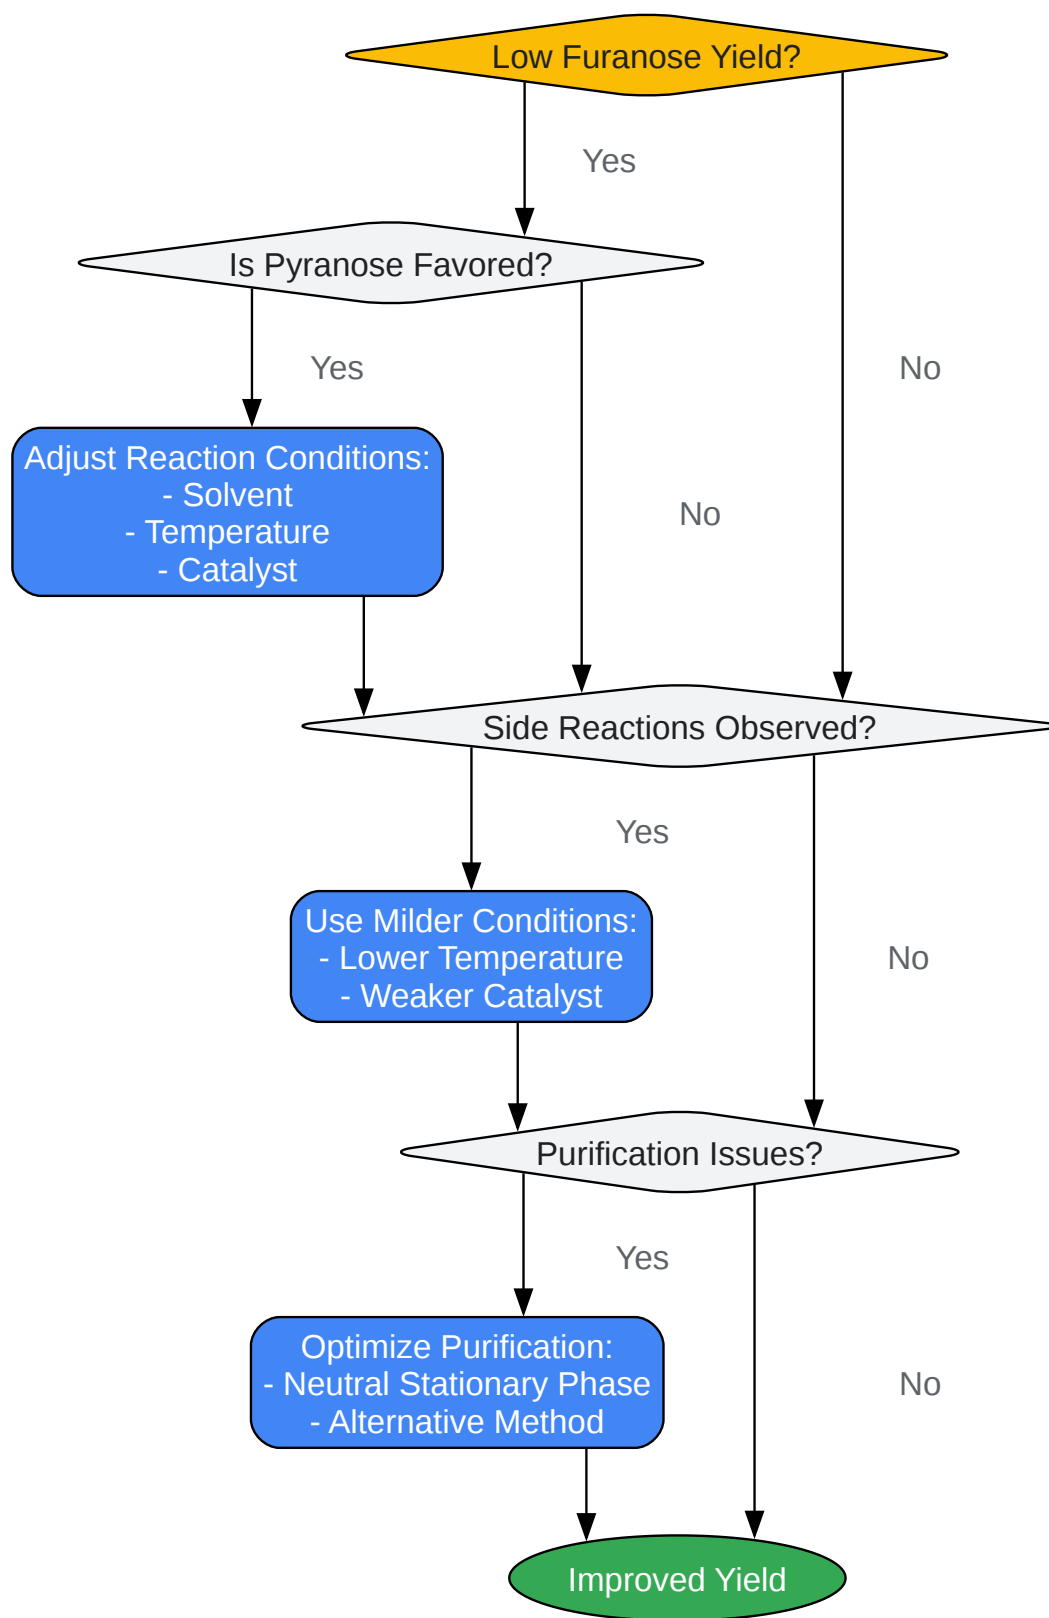 Low Furanose Yield?
Yes
Is Pyranose Favored?
Yes
No
Adjust Reaction Conditions:
- Solvent
- Temperature
- Catalyst
No
Side Reactions Observed?
Yes
Use Milder Conditions:
- Lower Temperature
- Weaker Catalyst
No
Purification Issues?
Yes
Optimize Purification:
- Neutral Stationary Phase
- Alternative Method
No
Improved Yield